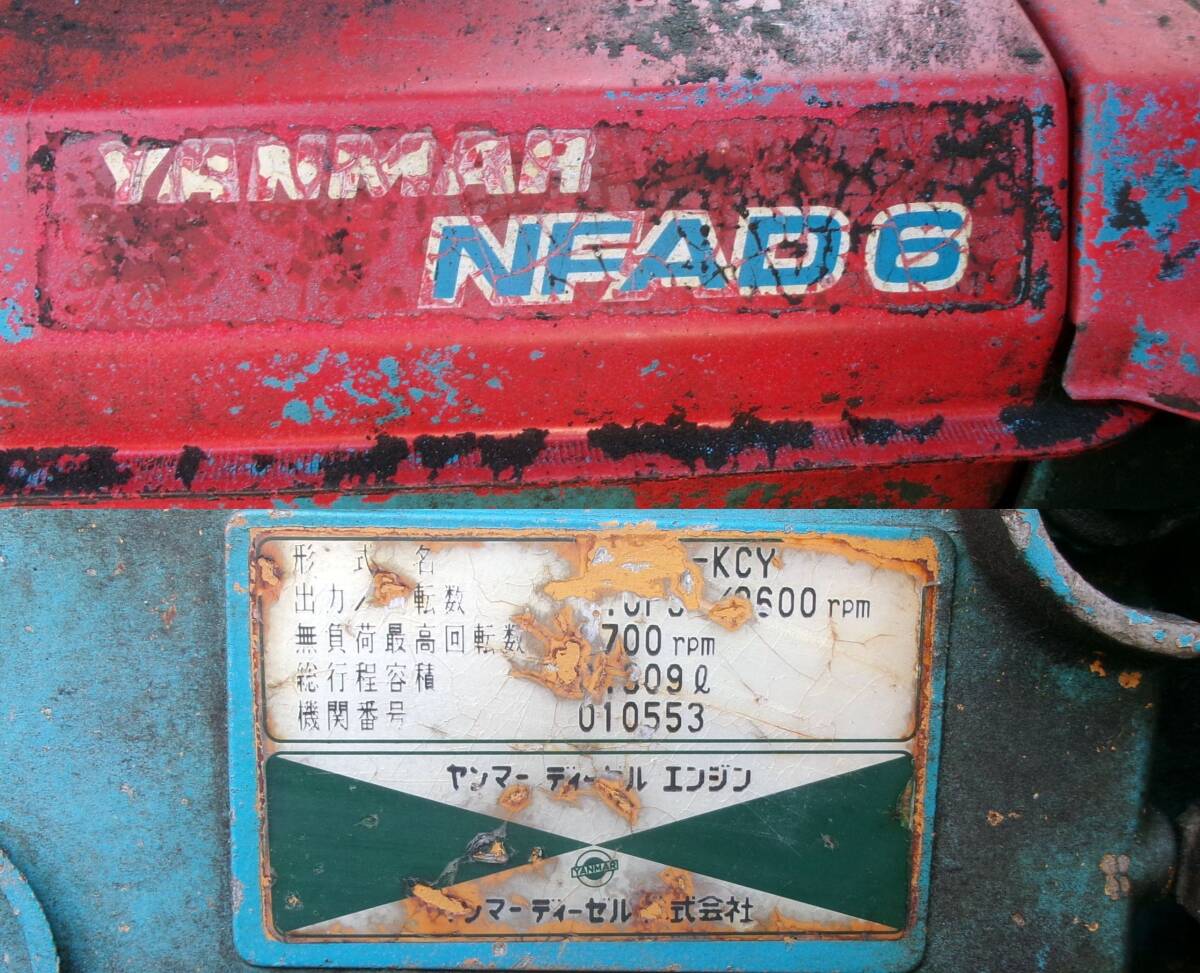 YANMAR
NFAD6
形式名 -KCY
出力/ 転数 /2600 rpm
無負荷最高回転数 700 rpm
総行程容積 .309ℓ
機関番号 010553
ヤンマー ディーゼル エンジン
YANMAR
ヤンマー ディーゼル 式会社